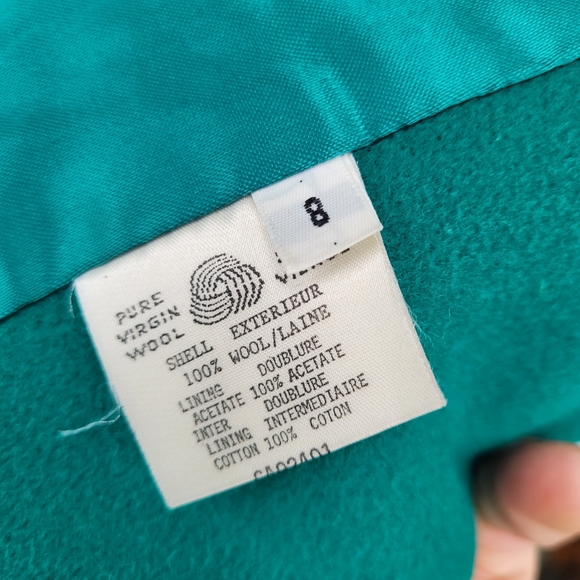 8
PURE
VIRGIN
WOOL
SHELL EXTERIEUR
100% WOOL/LAINE
LINING DOUBLURE
ACETATE 100% ACETATE
INTER DOUBLURE
LINING INTERMEDIAIRE
COTTON 100% COTON